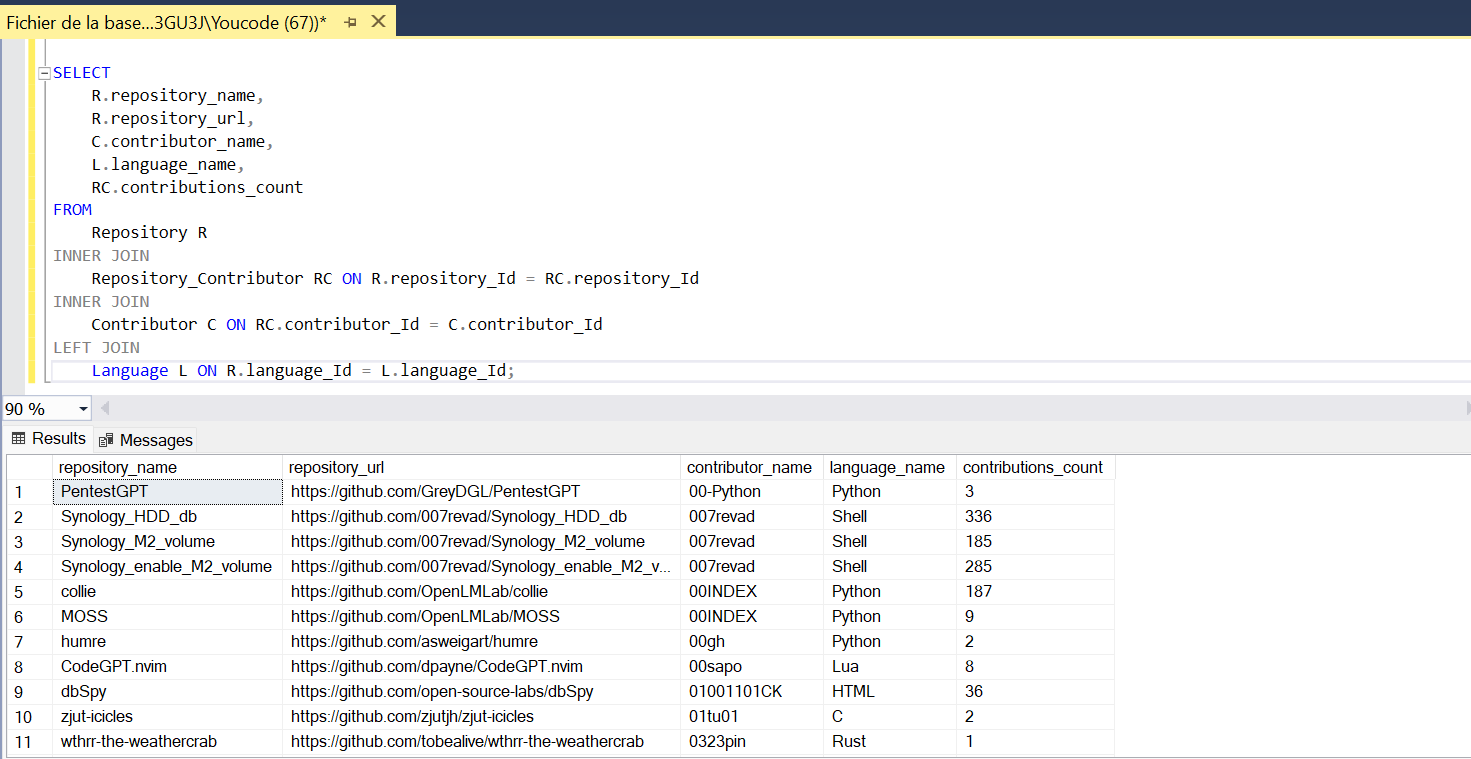 Fichier de la base...3GU3J\Youcode (67))*
SELECT
R.repository_name,
R.repository_url,
C.contributor_name,
L.language_name,
RC.contributions_count
FROM
Repository R
INNER JOIN
Repository_Contributor RC ON R.repository_Id = RC.repository_Id
INNER JOIN
Contributor C ON RC.contributor_Id = C.contributor_Id
LEFT JOIN
Language L ON R.language_Id = L.language_Id;
90 %
Results Messages
repository_name repository_url contributor_name language_name contributions_count
1 PentestGPT https://github.com/GreyDGL/PentestGPT 00-Python Python 3
2 Synology_HDD_db https://github.com/007revad/Synology_HDD_db 007revad Shell 336
3 Synology_M2_volume https://github.com/007revad/Synology_M2_volume 007revad Shell 185
4 Synology_enable_M2_volume https://github.com/007revad/Synology_enable_M2_v... 007revad Shell 285
5 collie https://github.com/OpenLMLab/collie 00INDEX Python 187
6 MOSS https://github.com/OpenLMLab/MOSS 00INDEX Python 9
7 humre https://github.com/asweigart/humre 00gh Python 2
8 CodeGPT.nvim https://github.com/dpayne/CodeGPT.nvim 00sapo Lua 8
9 dbSpy https://github.com/open-source-labs/dbSpy 01001101CK HTML 36
10 zjut-icicles https://github.com/zjutjh/zjut-icicles 01tu01 C 2
11 wthrr-the-weathercrab https://github.com/tobealive/wthrr-the-weathercrab 0323pin Rust 1